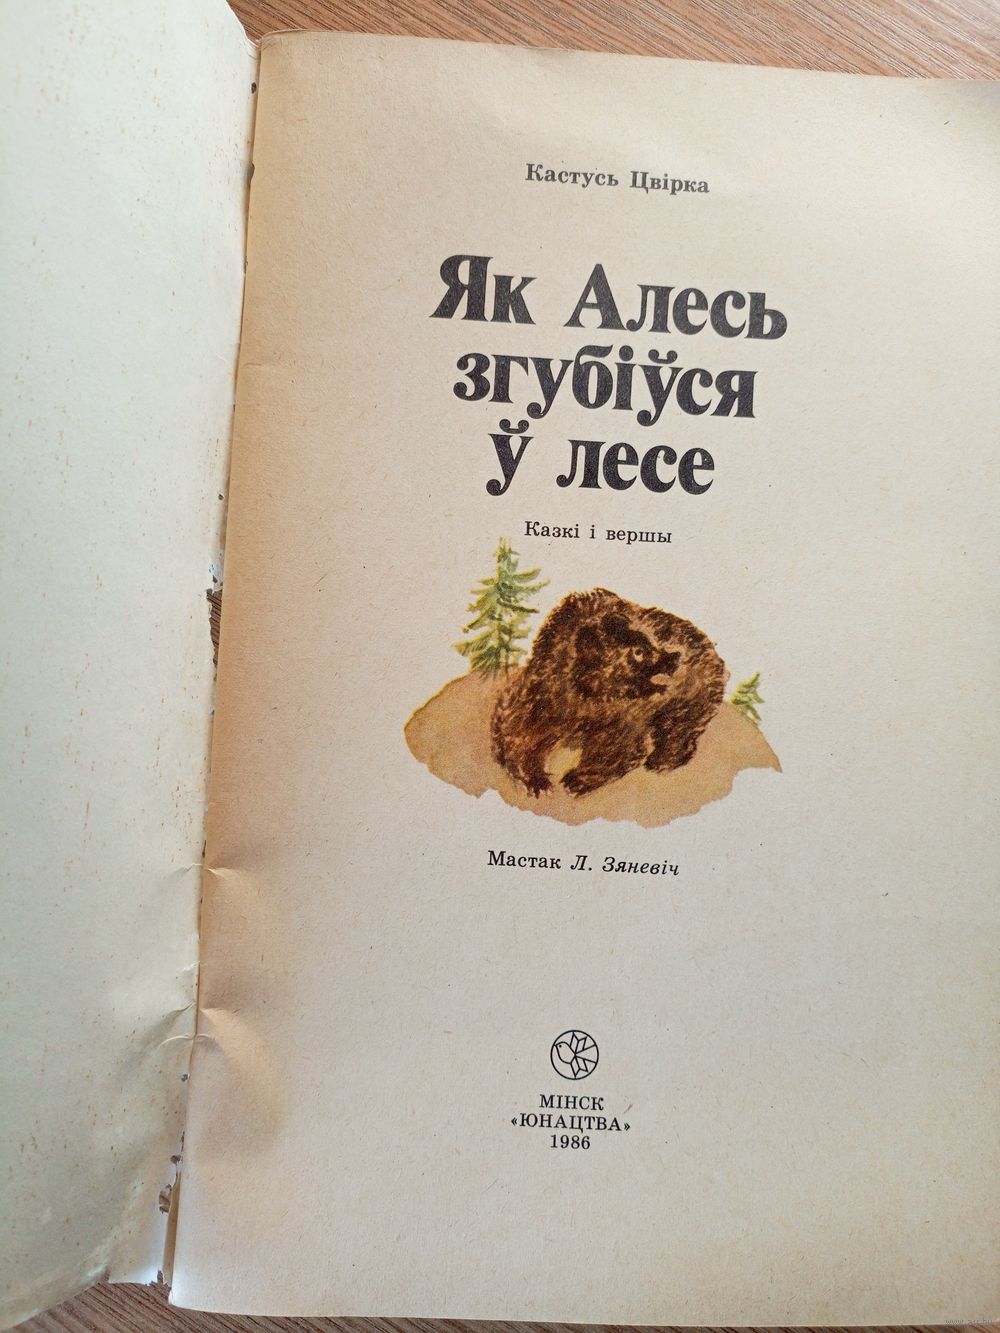 Кастусь Цвірка
Як Алесь
згубіўся
ў лесе
Казкі і вершы
Мастак Л. Зяневіч
МІНСК
«ЮНАЦТВА»
1986